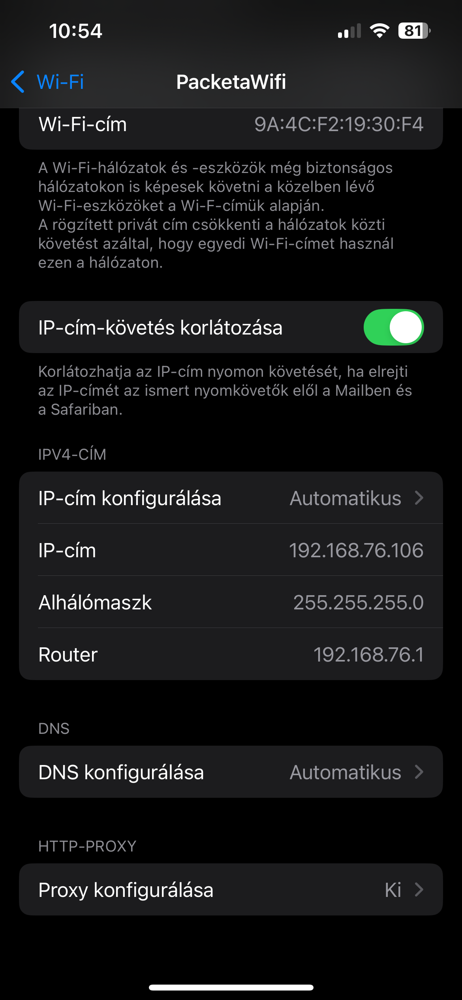 10:54
81
Wi-Fi
PacketaWifi
Wi-Fi-cím 9A:4C:F2:19:30:F4
A Wi-Fi-hálózatok és -eszközök még biztonságos
hálózatokon is képesek követni a közelben lévő
Wi-Fi-eszközöket a Wi-F-címük alapján.
A rögzített privát cím csökkenti a hálózatok közti
követést azáltal, hogy egyedi Wi-Fi-címet használ
ezen a hálózaton.
IP-cím-követés korlátozása
Korlátozhatja az IP-cím nyomon követését, ha elrejti
az IP-címét az ismert nyomkövetők elől a Mailben és
a Safariban.
IPV4-CÍM
IP-cím konfigurálása Automatikus
IP-cím 192.168.76.106
Alhálómaszk 255.255.255.0
Router 192.168.76.1
DNS
DNS konfigurálása Automatikus
HTTP-PROXY
Proxy konfigurálása Ki